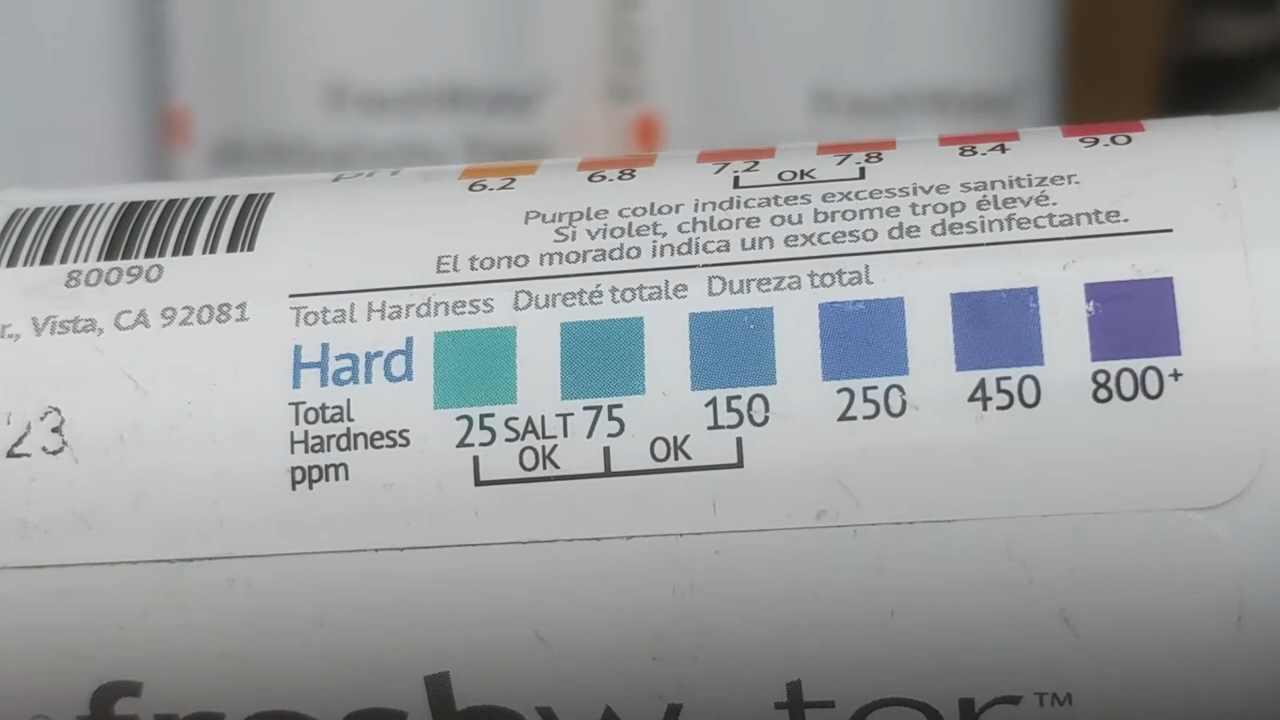 pH
6.2 6.8 7.2 7.8 8.4 9.0
OK
Purple color indicates excessive sanitizer.
Si violet, chlore ou brome trop élevé.
El tono morado indica un exceso de desinfectante.
80090
r., Vista, CA 92081
'23
Total Hardness Dureté totale Dureza total
Hard
Total
Hardness
ppm
25 SALT 75 150 250 450 800+
OK OK
TM